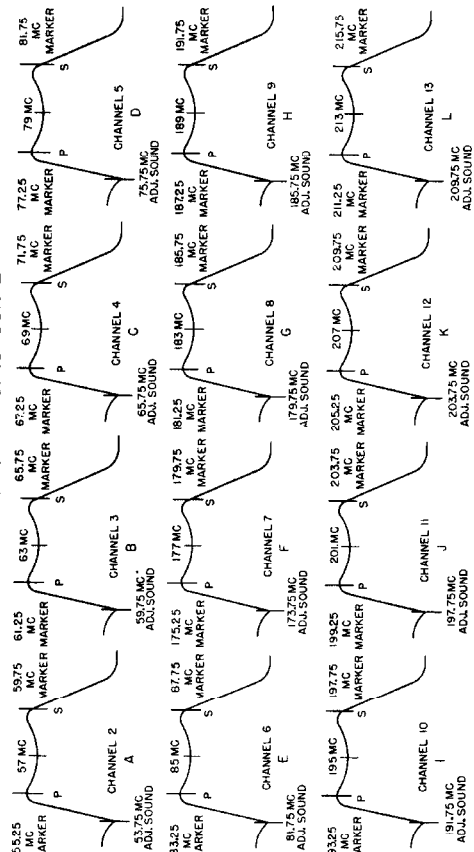 55.25
MC
ARKER
P
57 MC
S
59.75
MC
MARKER
CHANNEL 2
A
53.75 MC
ADJ. SOUND
61.25
MC
MARKER
P
63 MC
S
65.75
MC
MARKER
CHANNEL 3
B
59.75 MC
ADJ. SOUND
67.25
MC
MARKER
P
69 MC
S
71.75
MC
MARKER
CHANNEL 4
C
65.75 MC
ADJ. SOUND
77.25
MC
MARKER
P
79 MC
S
81.75
MC
MARKER
CHANNEL 5
D
75.75 MC
ADJ. SOUND
MC
ARKER
P
85 MC
S
87.75
MC
MARKER
CHANNEL 6
E
81.75 MC
ADJ. SOUND
175.25
MC
MARKER
P
177 MC
S
179.75
MC
MARKER
CHANNEL 7
F
173.75 MC
ADJ. SOUND
181.25
MC
MARKER
P
183 MC
S
185.75
MC
MARKER
CHANNEL 8
G
179.75 MC
ADJ. SOUND
187.25
MC
MARKER
P
189 MC
S
191.75
MC
MARKER
CHANNEL 9
H
185.75 MC
ADJ. SOUND
93.25
MC
ARKER
P
195 MC
S
197.75
MC
MARKER
CHANNEL 10
I
191.75 MC
ADJ. SOUND
199.25
MC
MARKER
P
201 MC
S
203.75
MC
MARKER
CHANNEL 11
J
197.75 MC
ADJ. SOUND
205.25
MC
MARKER
P
207 MC
S
209.75
MC
MARKER
CHANNEL 12
K
203.75 MC
ADJ. SOUND
211.25
MC
MARKER
P
213 MC
S
215.75
MC
MARKER
CHANNEL 13
L
209.75 MC
ADJ. SOUND